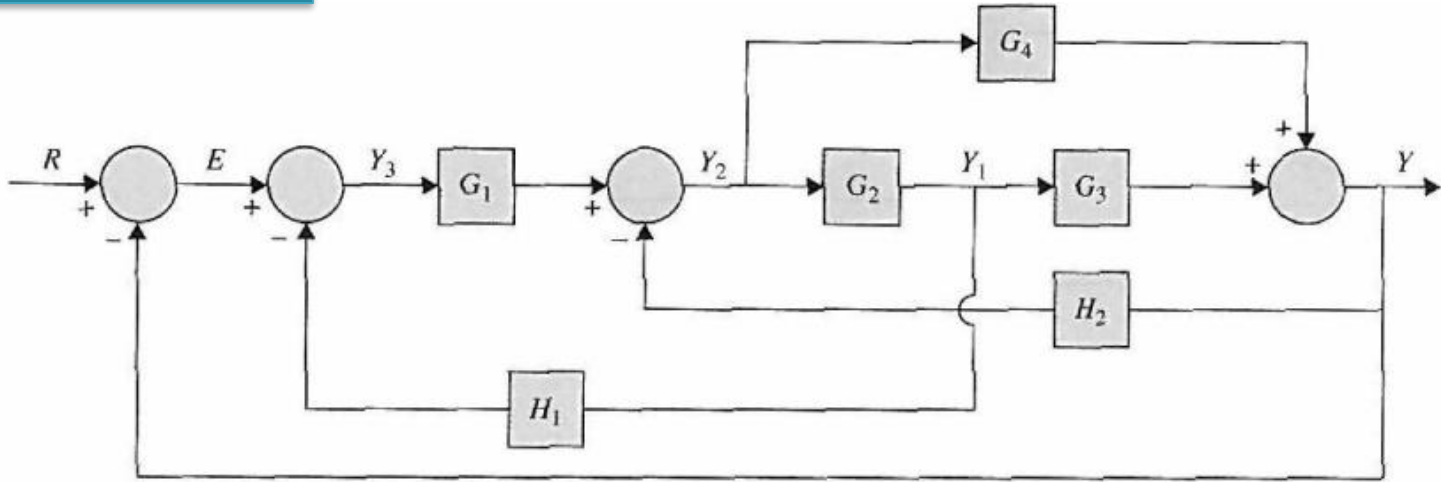 G4
R + E + Y3 G1 + Y2 G2 Y1 G3 + + Y
− − −
H2
H1